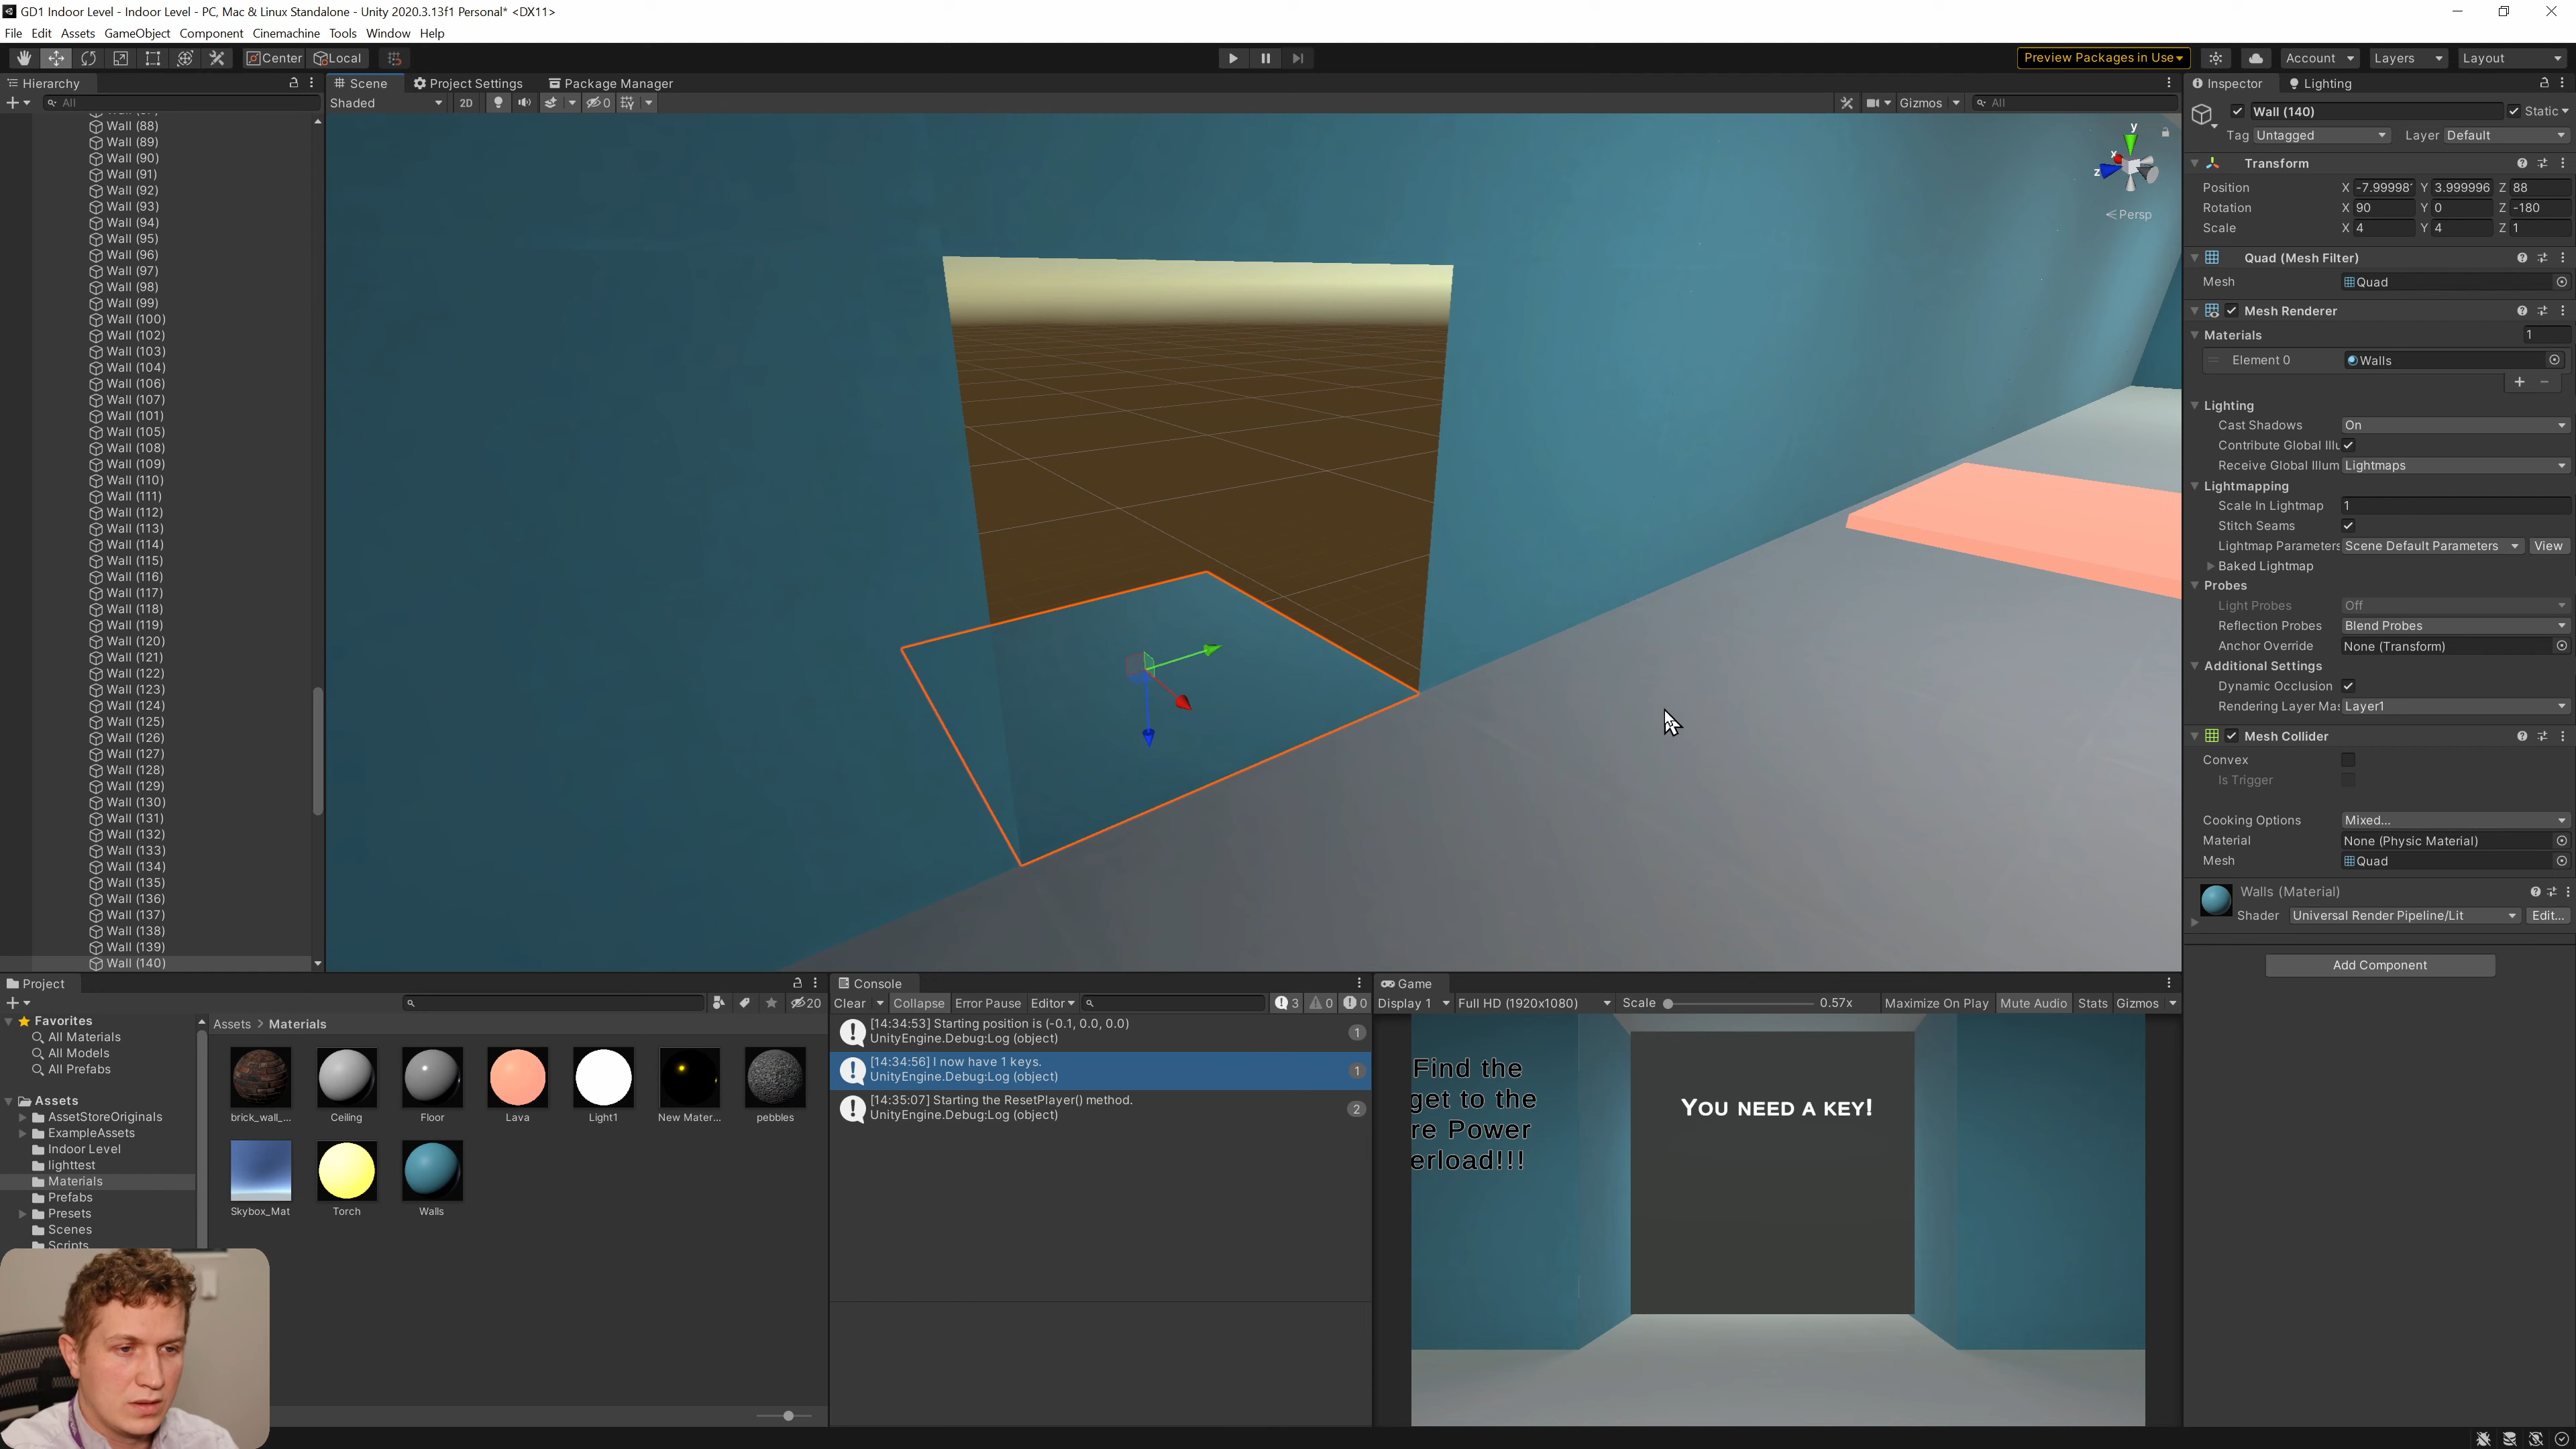 GD1 Indoor Level - Indoor Level - PC, Mac & Linux Standalone - Unity 2020.3.13f1 Personal* <DX11>
File Edit Assets GameObject Component Cinemachine Tools Window Help
Center Local
Preview Packages in Use
Account Layers Layout
Hierarchy
All
Wall (88)
Wall (89)
Wall (90)
Wall (91)
Wall (92)
Wall (93)
Wall (94)
Wall (95)
Wall (96)
Wall (97)
Wall (98)
Wall (99)
Wall (100)
Wall (102)
Wall (103)
Wall (104)
Wall (106)
Wall (107)
Wall (101)
Wall (105)
Wall (108)
Wall (109)
Wall (110)
Wall (111)
Wall (112)
Wall (113)
Wall (114)
Wall (115)
Wall (116)
Wall (117)
Wall (118)
Wall (119)
Wall (120)
Wall (121)
Wall (122)
Wall (123)
Wall (124)
Wall (125)
Wall (126)
Wall (127)
Wall (128)
Wall (129)
Wall (130)
Wall (131)
Wall (132)
Wall (133)
Wall (134)
Wall (135)
Wall (136)
Wall (137)
Wall (138)
Wall (139)
Wall (140)
Scene Project Settings Package Manager
Shaded 2D 0 Gizmos All
y
x
z
Persp
Inspector Lighting
Wall (140) Static
Tag Untagged Layer Default
Transform
Position X -7.99998 Y 3.999996 Z 88
Rotation X 90 Y 0 Z -180
Scale X 4 Y 4 Z 1
Quad (Mesh Filter)
Mesh Quad
Mesh Renderer
Materials 1
Element 0 Walls
Lighting
Cast Shadows On
Contribute Global Illu
Receive Global Illum Lightmaps
Lightmapping
Scale In Lightmap 1
Stitch Seams
Lightmap Parameters Scene Default Parameters View
Baked Lightmap
Probes
Light Probes Off
Reflection Probes Blend Probes
Anchor Override None (Transform)
Additional Settings
Dynamic Occlusion
Rendering Layer Mas Layer1
Mesh Collider
Convex
Is Trigger
Cooking Options Mixed...
Material None (Physic Material)
Mesh Quad
Walls (Material)
Shader Universal Render Pipeline/Lit Edit...
Add Component
Project
20
Favorites
All Materials
All Models
All Prefabs
Assets
AssetStoreOriginals
ExampleAssets
Indoor Level
lighttest
Materials
Prefabs
Presets
Scenes
Scripts
Assets > Materials
brick_wall_... Ceiling Floor Lava Light1 New Mater... pebbles
Skybox_Mat Torch Walls
Console
Clear Collapse Error Pause Editor 3 0 0
[14:34:53] Starting position is (-0.1, 0.0, 0.0)
UnityEngine.Debug:Log (object)
1
[14:34:56] I now have 1 keys.
UnityEngine.Debug:Log (object)
1
[14:35:07] Starting the ResetPlayer() method.
UnityEngine.Debug:Log (object)
2
Game
Display 1 Full HD (1920x1080) Scale 0.57x Maximize On Play Mute Audio Stats Gizmos
Find the
get to the
re Power
erload!!!
YOU NEED A KEY!